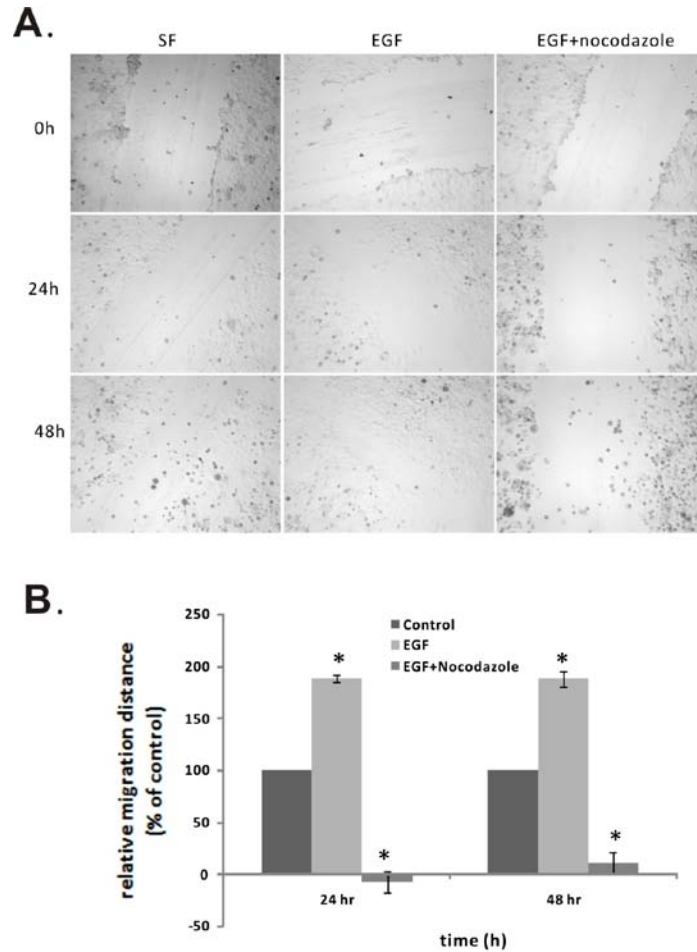 A.
SF EGF EGF+nocodazole
0h
24h
48h
B.
relative migration distance
(% of control)
250
200
150
100
50
0
-50
Control
EGF
EGF+Nocodazole
*
*
*
*
24 hr 48 hr
time (h)